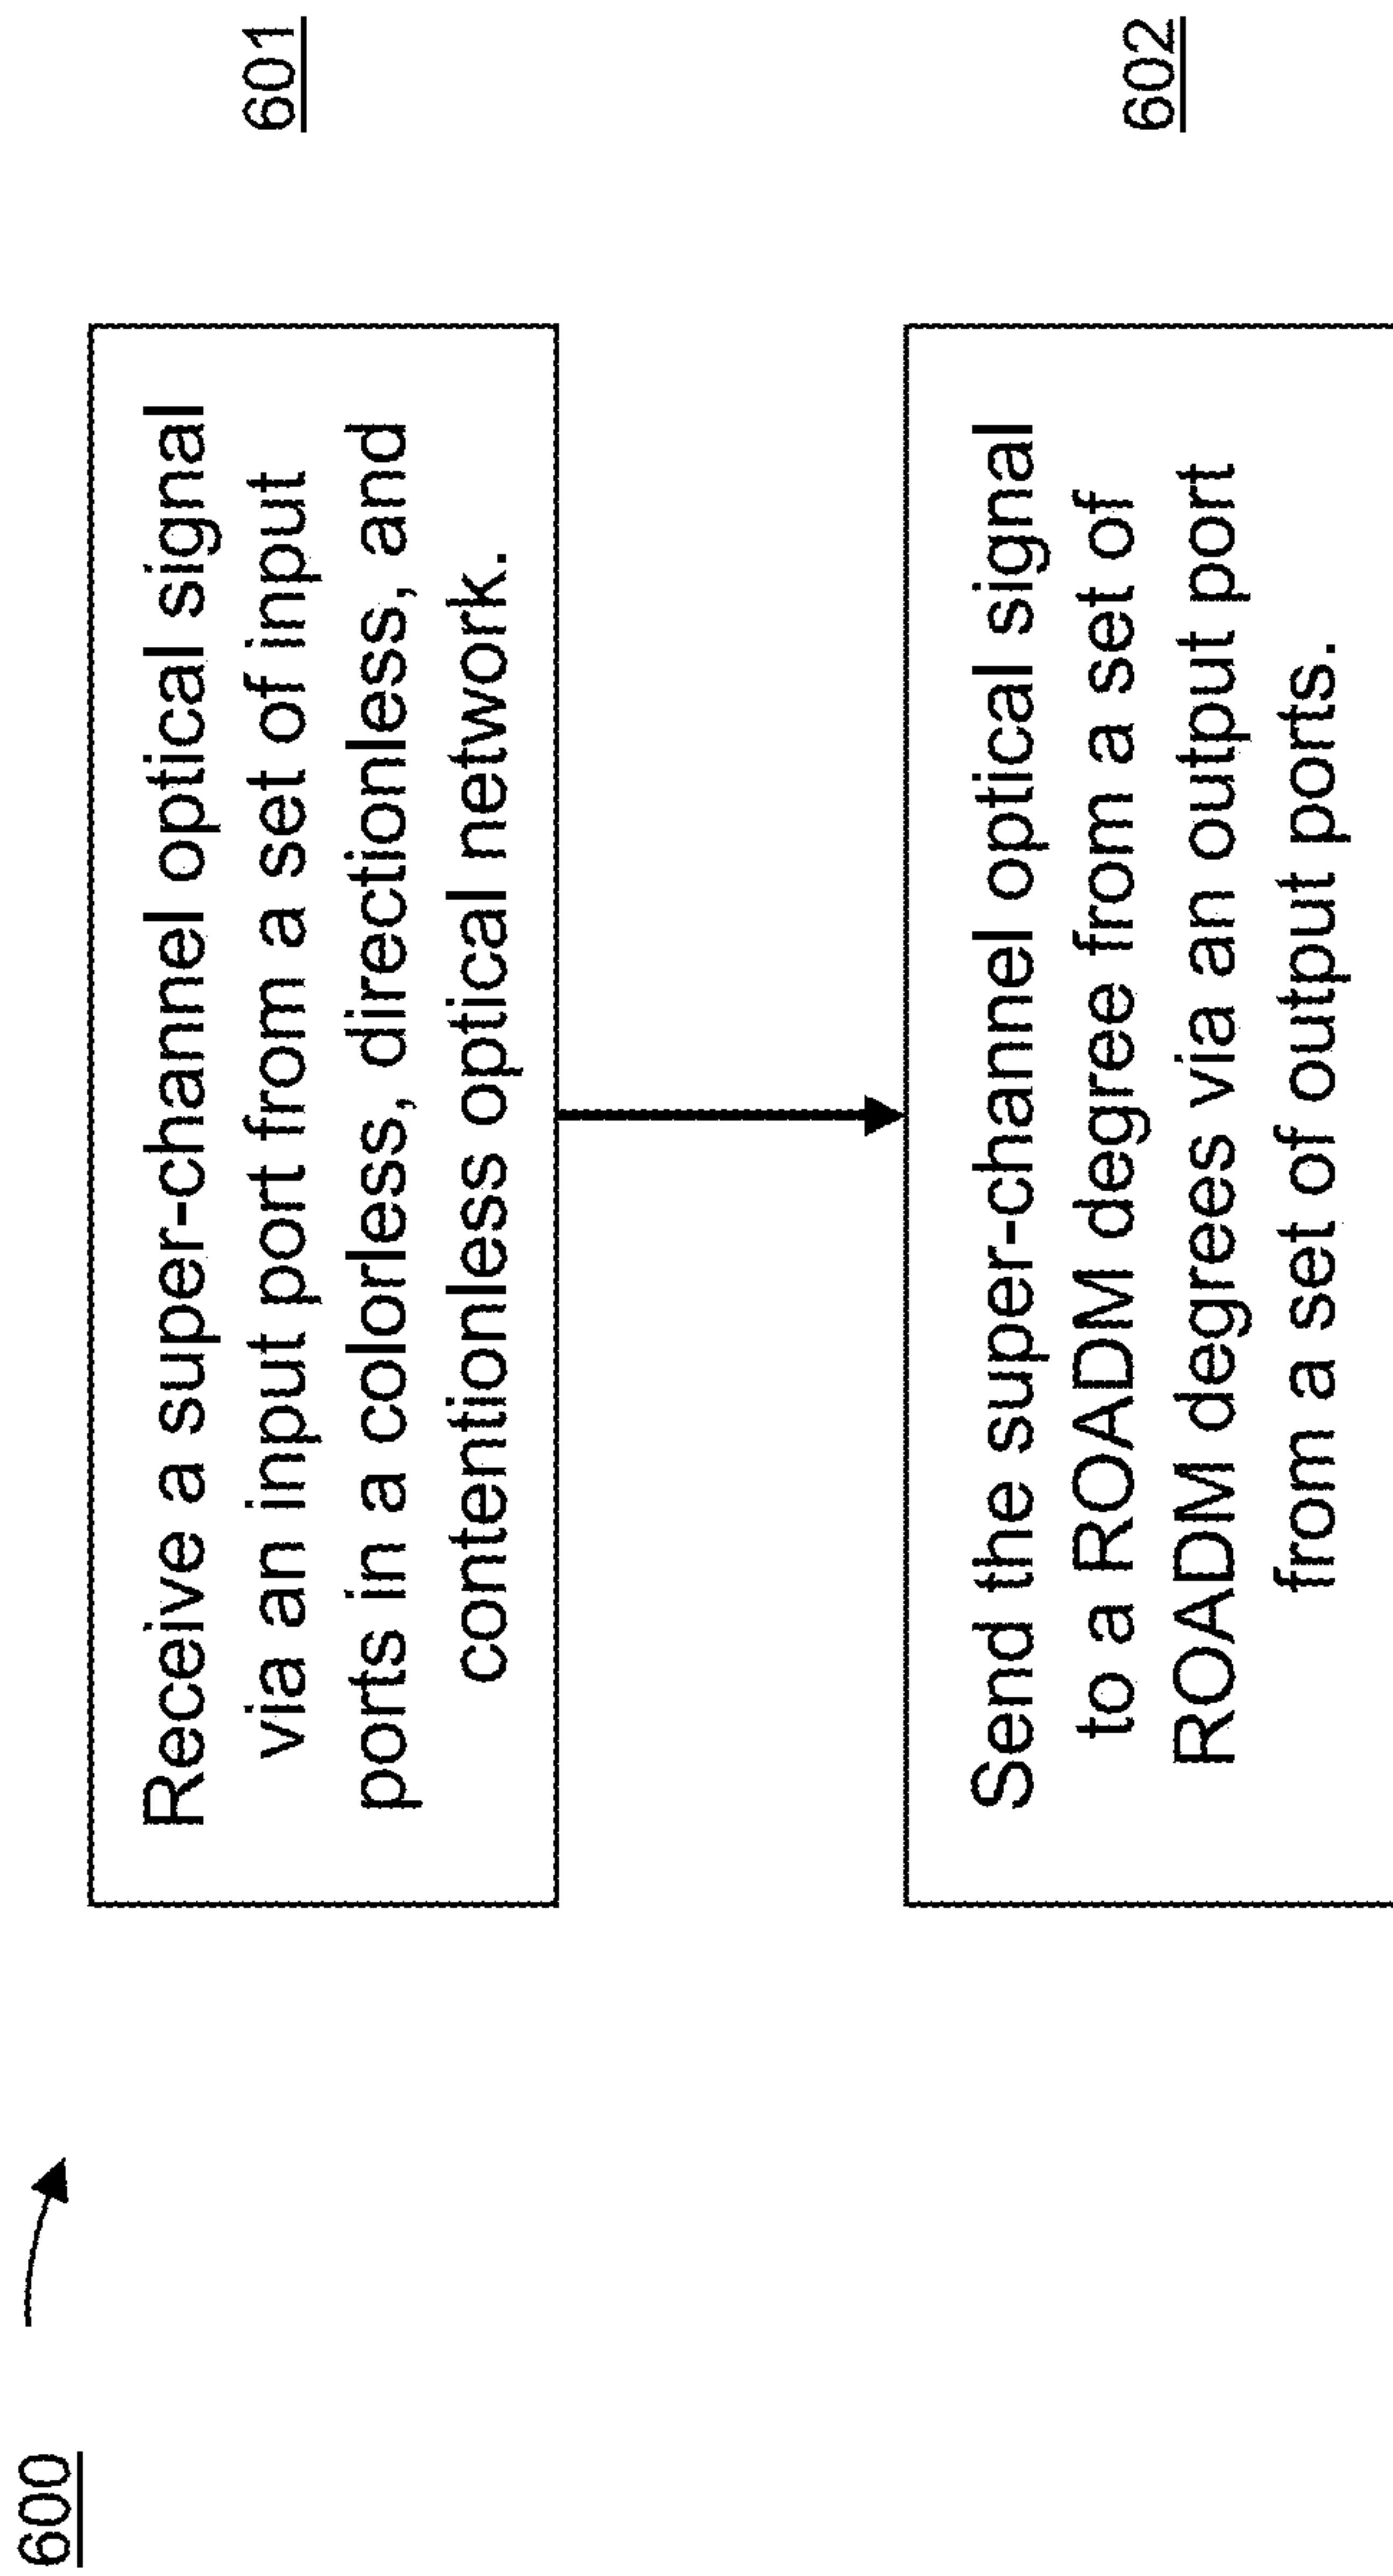 600
Receive a super-channel optical signal
via an input port from a set of input
ports in a colorless, directionless, and
contentionless optical network.
601
Send the super-channel optical signal
to a ROADM degree from a set of
ROADM degrees via an output port
from a set of output ports.
602